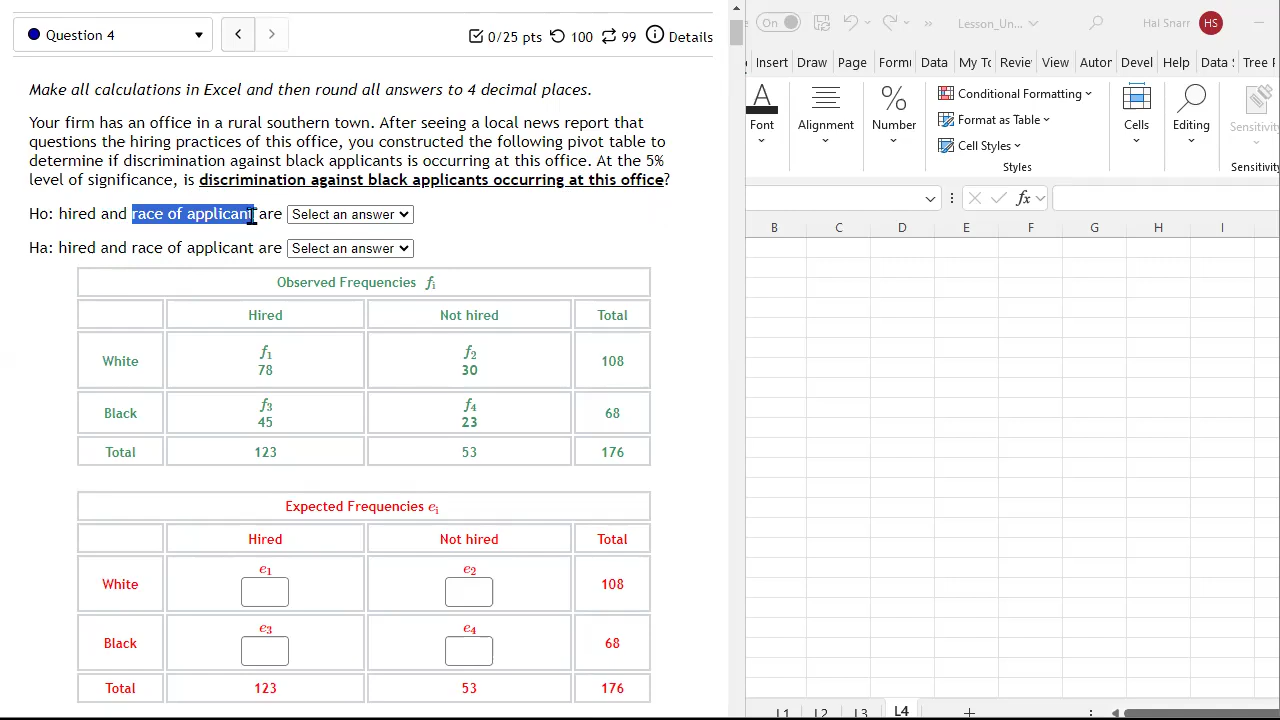 Question 4
0/25 pts 100 99 Details
Make all calculations in Excel and then round all answers to 4 decimal places.
Your firm has an office in a rural southern town. After seeing a local news report that
questions the hiring practices of this office, you constructed the following pivot table to
determine if discrimination against black applicants is occurring at this office. At the 5%
level of significance, is discrimination against black applicants occurring at this office?
Ho: hired and race of applicant are Select an answer
Ha: hired and race of applicant are Select an answer
Observed Frequencies fi
Hired Not hired Total
f1 f2
White 78 30 108
f3 f4
Black 45 23 68
Total 123 53 176
Expected Frequencies ei
Hired Not hired Total
e1 e2
White 108
e3 e4
Black 68
Total 123 53 176
On Lesson_Un... Hal Snarr HS
Insert Draw Page Formu Data My Te Revie View Autor Devel Help Data Tree P
Font Alignment Number Conditional Formatting Format as Table Cell Styles Cells Editing Sensitivity
Styles Sensitivity
fx
B C D E F G H I
L1 L2 L3 L4